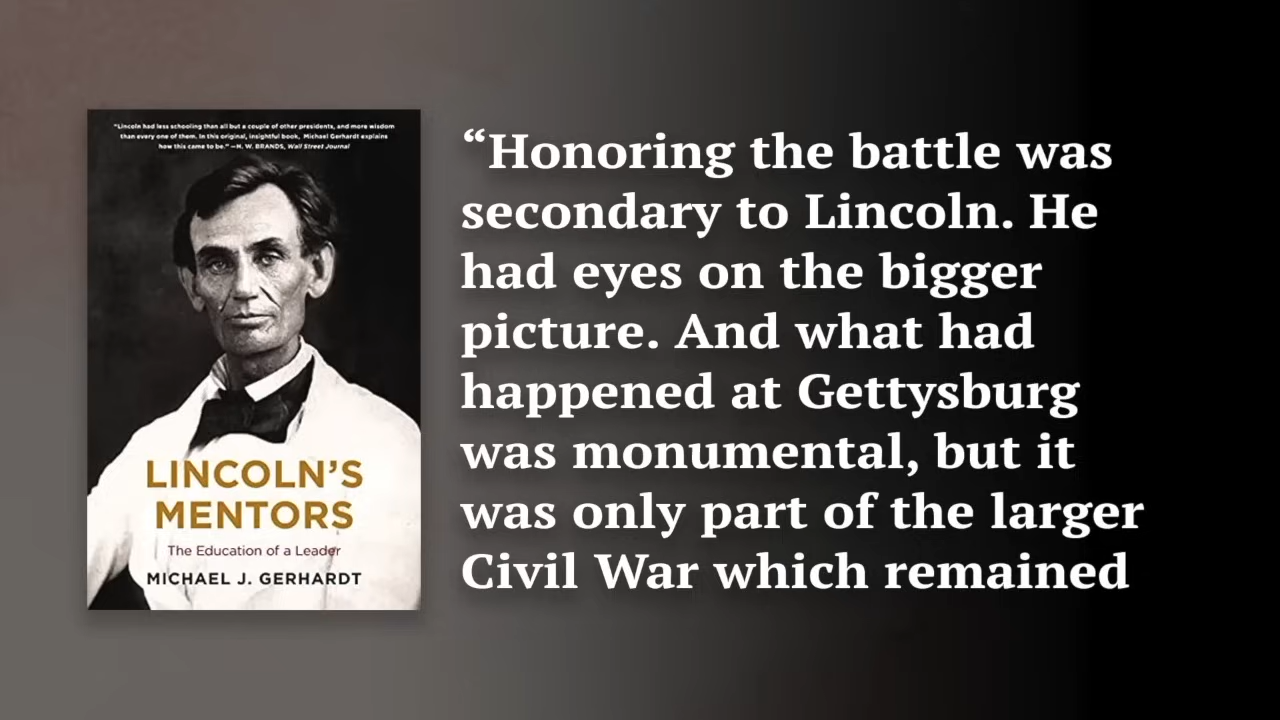 "Lincoln had less schooling than all but a couple of other presidents, and more wisdom
than every one of them. In this original, insightful book, Michael Gerhardt explains
how this came to be." —H. W. BRANDS, Wall Street Journal
LINCOLN'S
MENTORS
The Education of a Leader
MICHAEL J. GERHARDT
“Honoring the battle was
secondary to Lincoln. He
had eyes on the bigger
picture. And what had
happened at Gettysburg
was monumental, but it
was only part of the larger
Civil War which remained